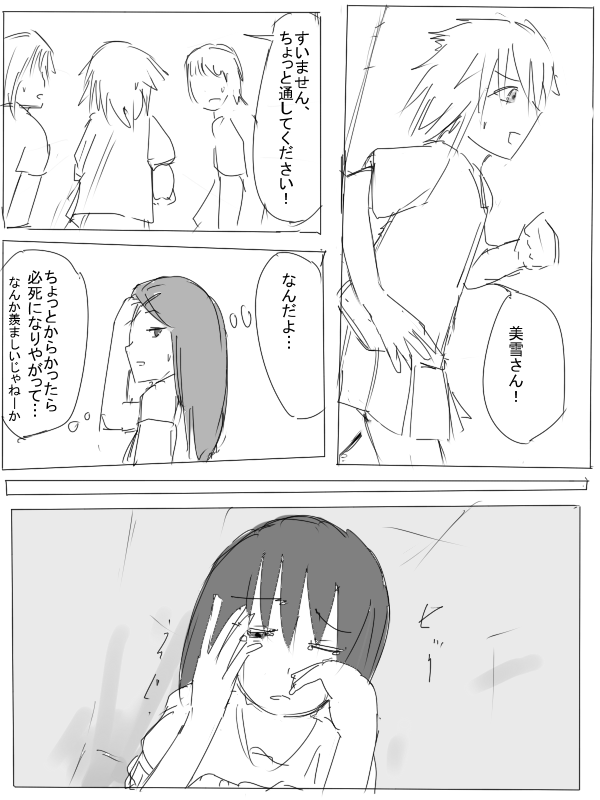 美雪さん！
すいません、
ちょっと通してください！
なんだよ…
ちょっとからかったら
必死になりやがって…
なんか羨ましいじゃねーか